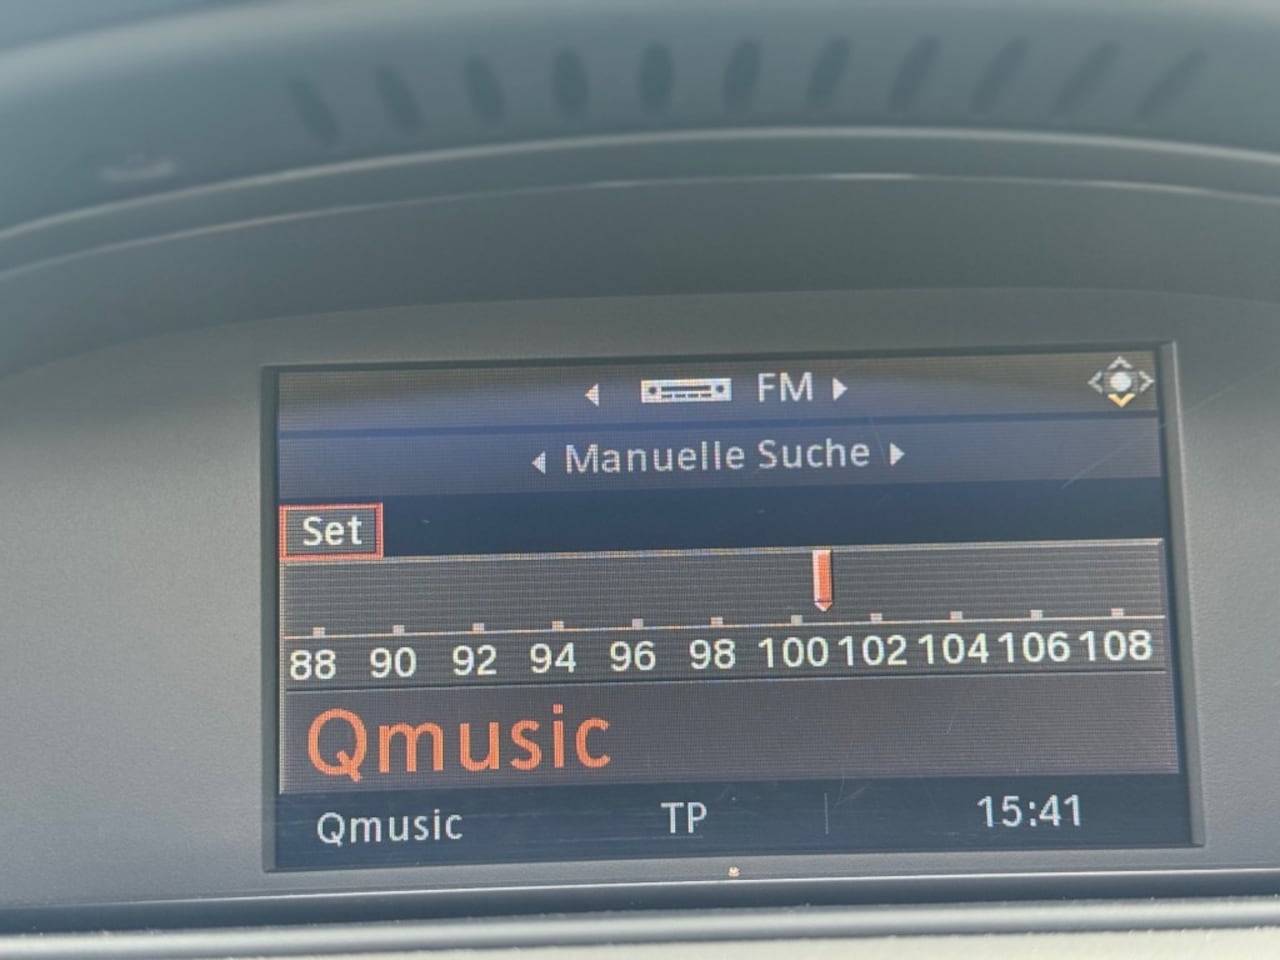 FM
Manuelle Suche
Set
88 90 92 94 96 98 100 102 104 106 108
Qmusic
Qmusic TP 15:41